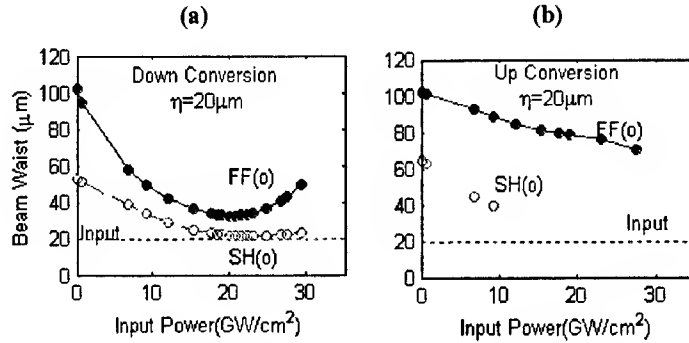 (a) (b)
120
100
80
60
40
20
0
Beam Waist (μm)
Down Conversion
η=20μm
FF(o)
Input
SH(o)
0 10 20 30
Input Power(GW/cm²)
120
100
80
60
40
20
0
Up Conversion
η=20μm
FF(o)
SH(o)
Input
0 10 20 30
Input Power(GW/cm²)